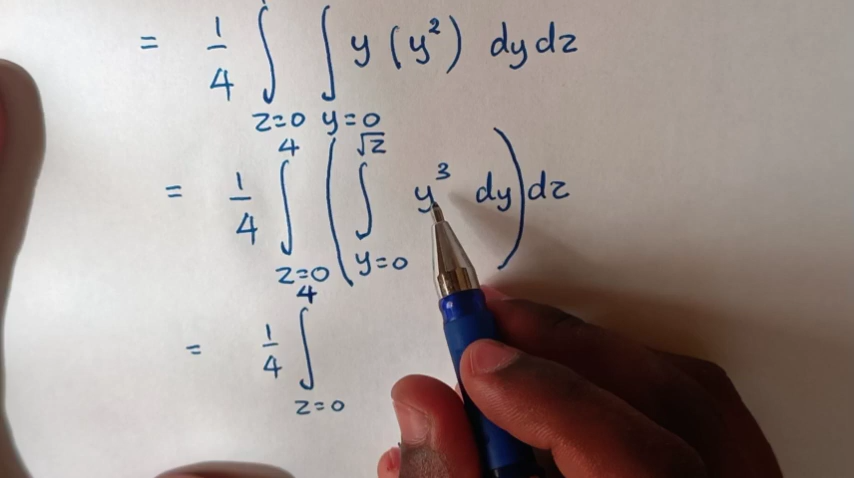 = 1/4 ∫_{z=0} ∫_{y=0} y (y²) dy dz
= 1/4 ∫_{z=0}^{4} ( ∫_{y=0}^{√z} y³ dy ) dz
= 1/4 ∫_{z=0}^{4}